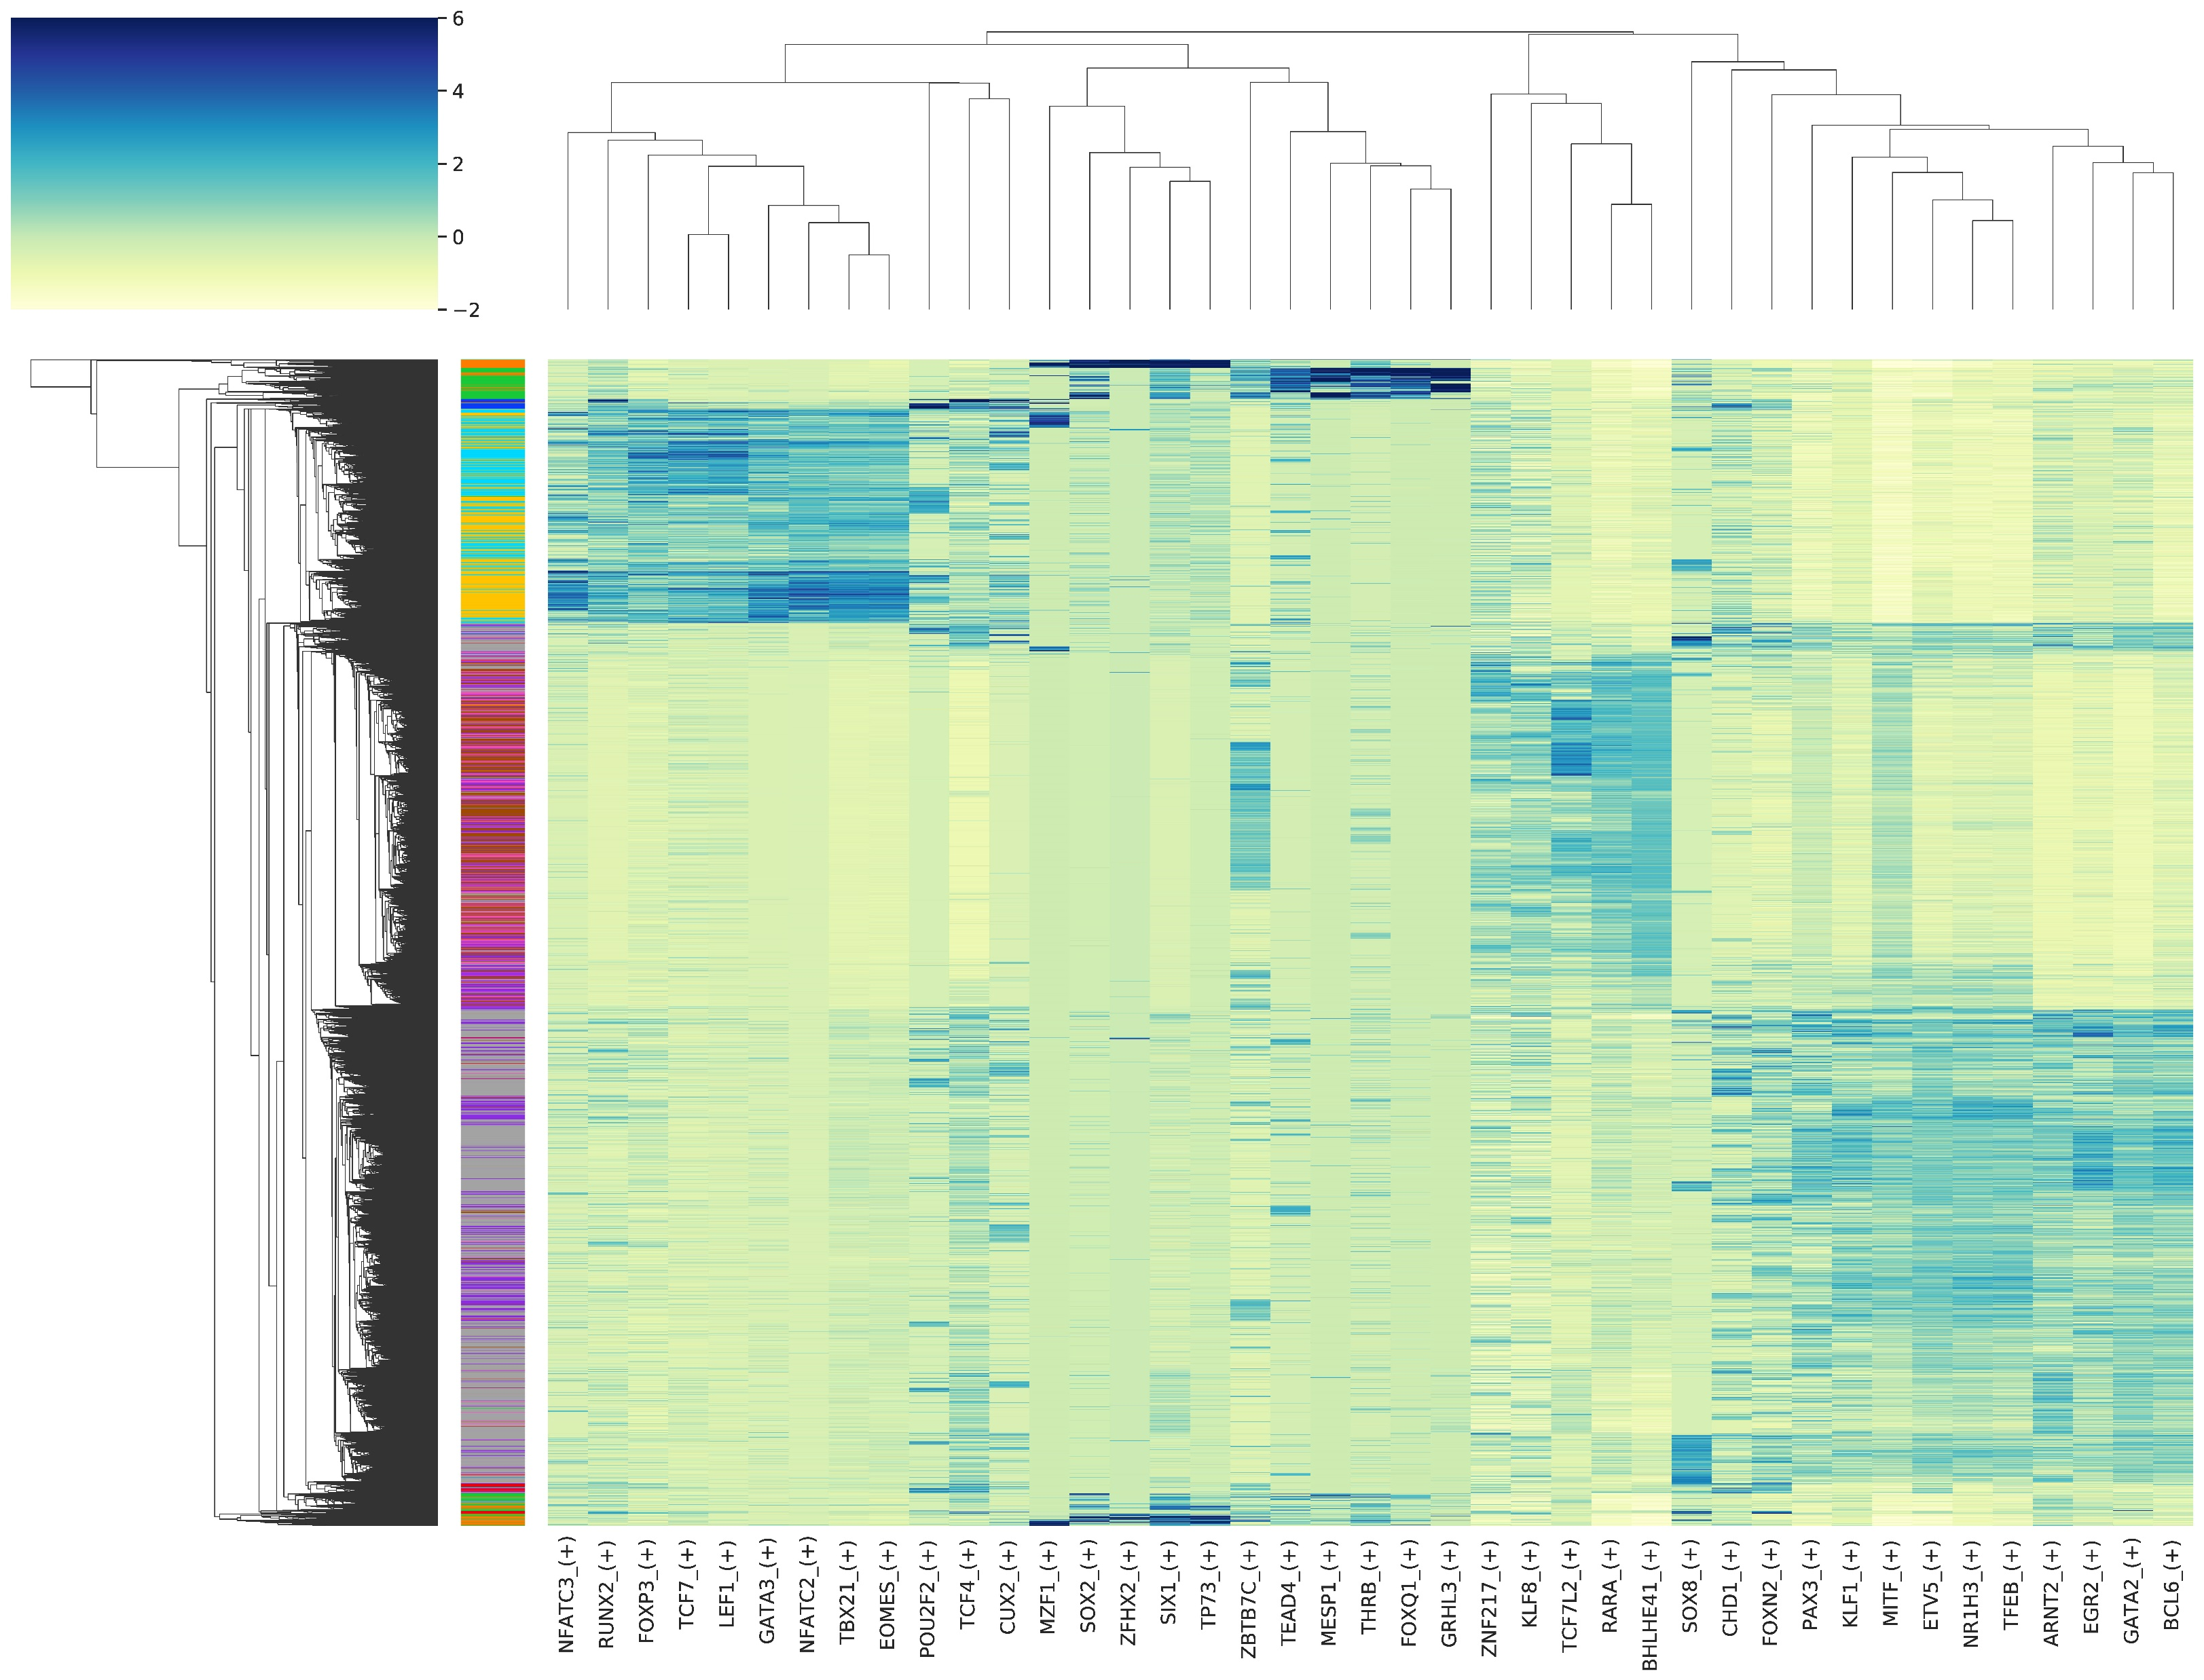 6
4
2
0
−2
NFATC3_(+)
RUNX2_(+)
FOXP3_(+)
TCF7_(+)
LEF1_(+)
GATA3_(+)
NFATC2_(+)
TBX21_(+)
EOMES_(+)
POU2F2_(+)
TCF4_(+)
CUX2_(+)
MZF1_(+)
SOX2_(+)
ZFHX2_(+)
SIX1_(+)
TP73_(+)
ZBTB7C_(+)
TEAD4_(+)
MESP1_(+)
THRB_(+)
FOXQ1_(+)
GRHL3_(+)
ZNF217_(+)
KLF8_(+)
TCF7L2_(+)
RARA_(+)
BHLHE41_(+)
SOX8_(+)
CHD1_(+)
FOXN2_(+)
PAX3_(+)
KLF1_(+)
MITF_(+)
ETV5_(+)
NR1H3_(+)
TFEB_(+)
ARNT2_(+)
EGR2_(+)
GATA2_(+)
BCL6_(+)